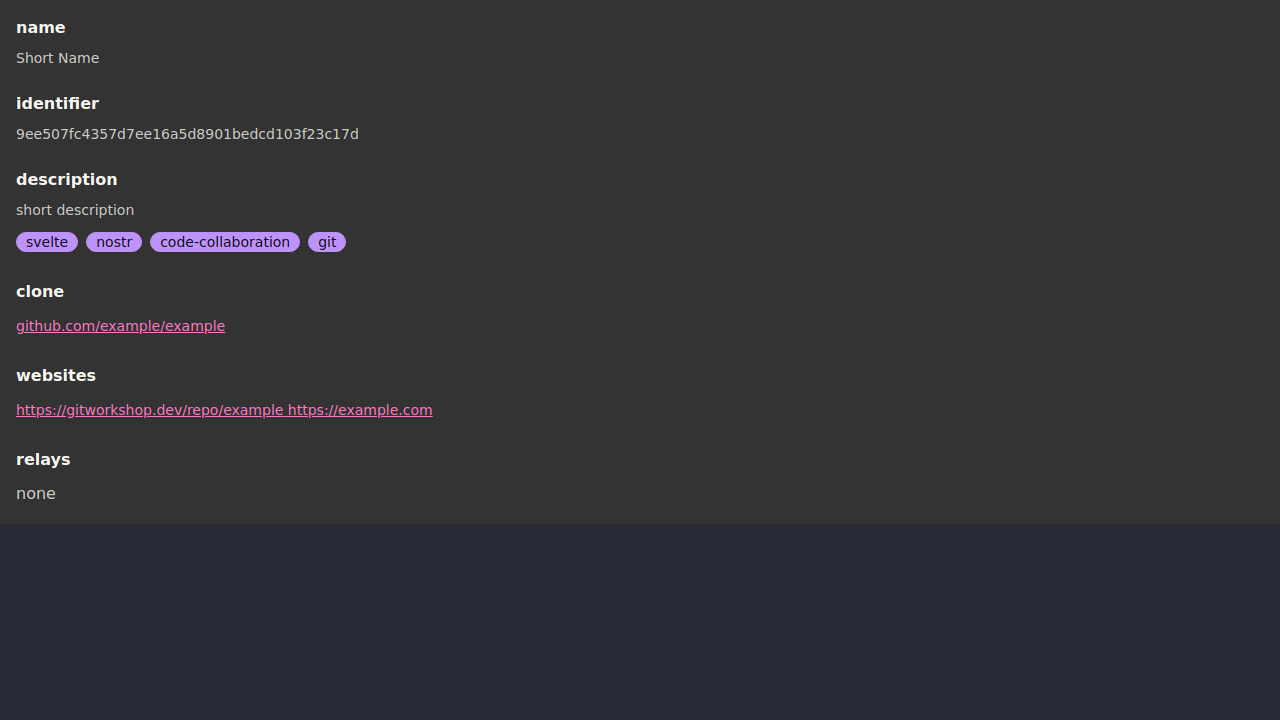 name
Short Name
identifier
9ee507fc4357d7ee16a5d8901bedcd103f23c17d
description
short description
svelte nostr code-collaboration git
clone
github.com/example/example
websites
https://gitworkshop.dev/repo/example https://example.com
relays
none